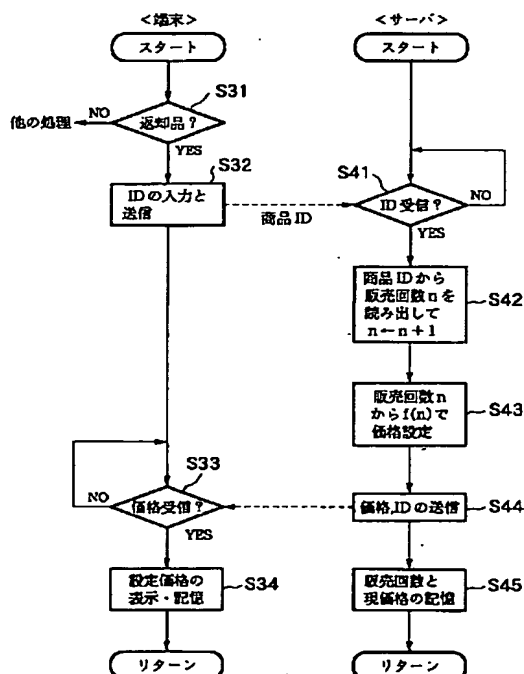 <端末>
スタート
S31
返却品?
NO
他の処理
YES
S32
IDの入力と
送信
商品ID
S33
価格受信?
NO
YES
設定価格の
表示・記憶
S34
リターン
<サーバ>
スタート
S41
ID受信?
NO
YES
商品IDから
販売回数nを
読み出して
n←n+1
S42
販売回数n
からf(n)で
価格設定
S43
価格,IDの送信
S44
販売回数と
現価格の記憶
S45
リターン